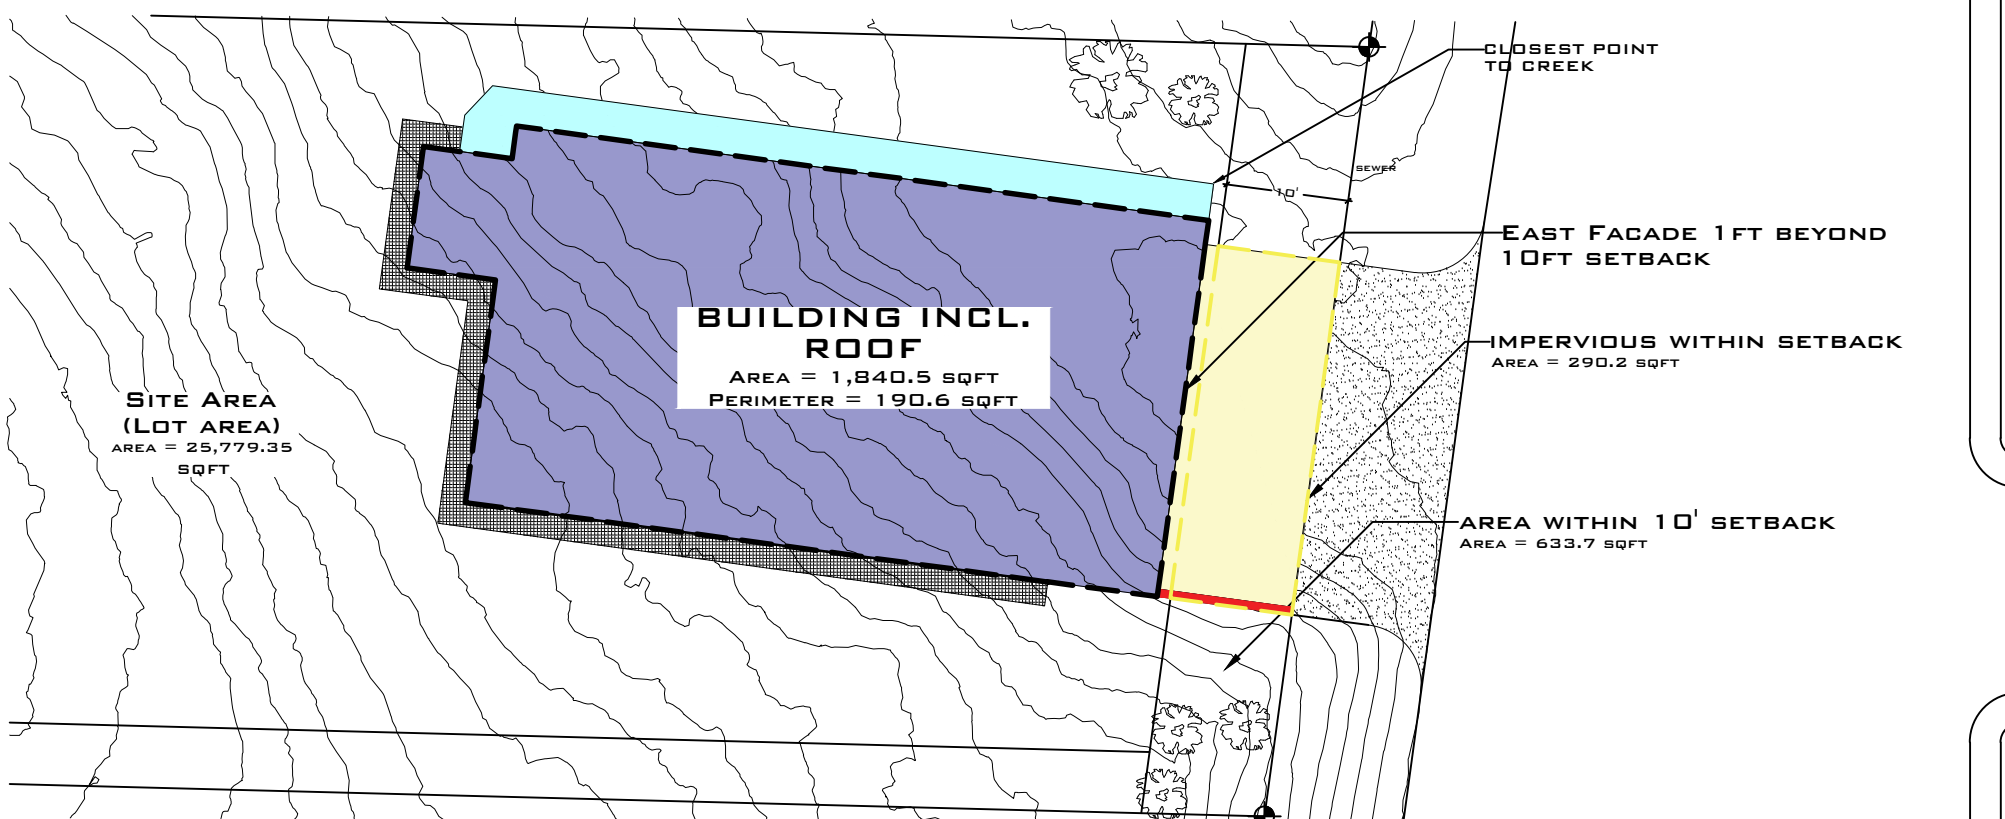 CLOSEST POINT
TO CREEK
SEWER
10'
EAST FACADE 1FT BEYOND
10FT SETBACK
BUILDING INCL.
ROOF
AREA = 1,840.5 SQFT
PERIMETER = 190.6 SQFT
IMPERVIOUS WITHIN SETBACK
AREA = 290.2 SQFT
SITE AREA
(LOT AREA)
AREA = 25,779.35
SQFT
AREA WITHIN 10' SETBACK
AREA = 633.7 SQFT